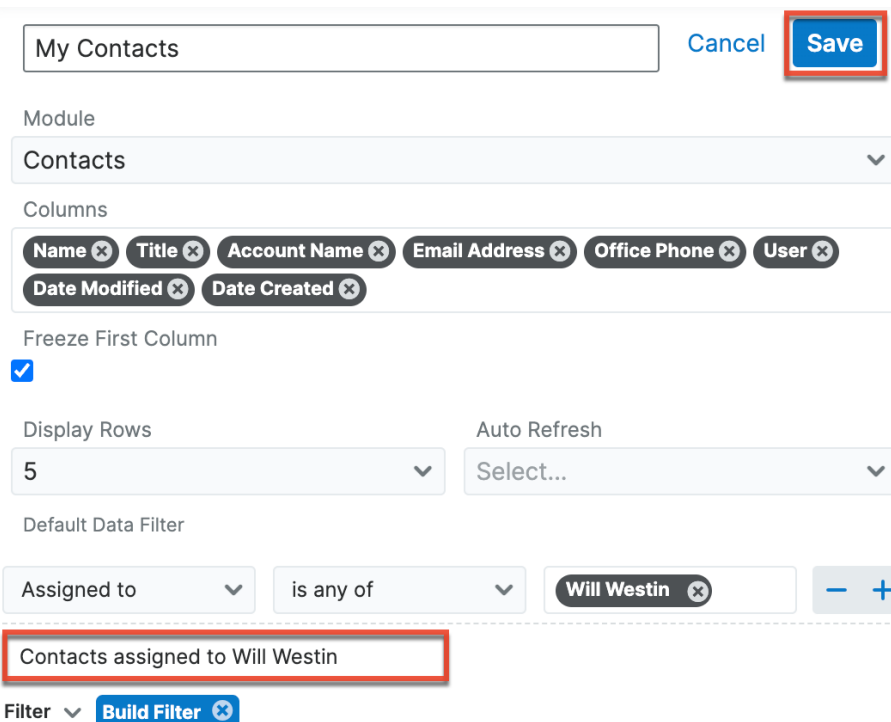 My Contacts Cancel Save
Module
Contacts
Columns
Name Title Account Name Email Address Office Phone User
Date Modified Date Created
Freeze First Column
Display Rows Auto Refresh
5 Select...
Default Data Filter
Assigned to is any of Will Westin
Contacts assigned to Will Westin
Filter Build Filter